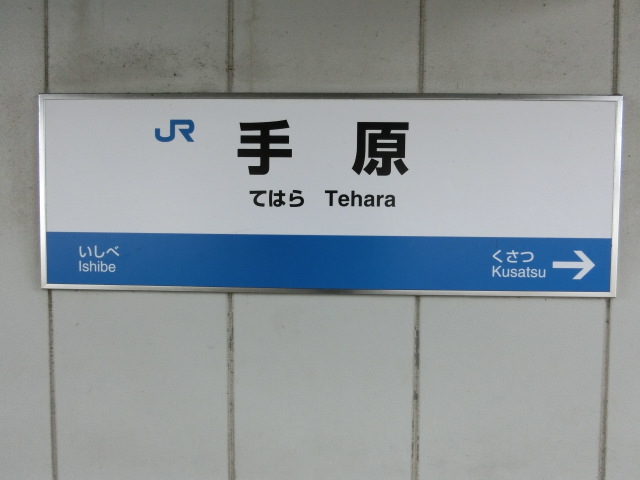 JR 手原
てはら Tehara
いしべ
Ishibe
くさつ
Kusatsu